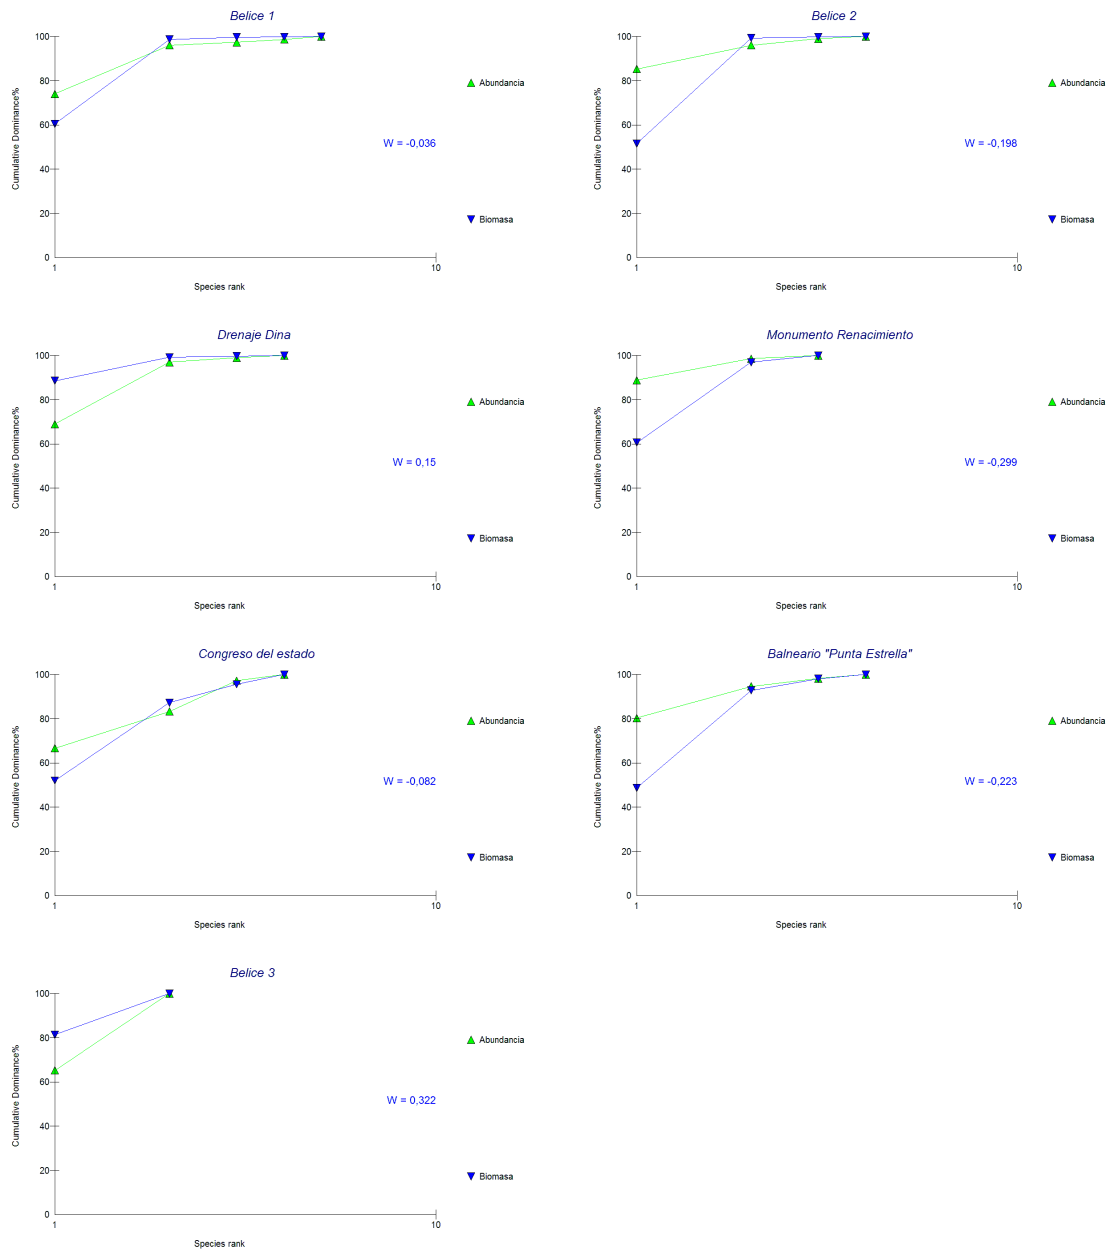 Belice 1
100
80
60
40
20
0
Cumulative Dominance%
1
10
Species rank
Abundancia
W = -0,036
Biomasa
Belice 2
100
80
60
40
20
0
Cumulative Dominance%
1
10
Species rank
Abundancia
W = -0,198
Biomasa
Drenaje Dina
100
80
60
40
20
0
Cumulative Dominance%
1
10
Species rank
Abundancia
W = 0,15
Biomasa
Monumento Renacimiento
100
80
60
40
20
0
Cumulative Dominance%
1
10
Species rank
Abundancia
W = -0,299
Biomasa
Congreso del estado
100
80
60
40
20
0
Cumulative Dominance%
1
10
Species rank
Abundancia
W = -0,082
Biomasa
Balneario "Punta Estrella"
100
80
60
40
20
0
Cumulative Dominance%
1
10
Species rank
Abundancia
W = -0,223
Biomasa
Belice 3
100
80
60
40
20
0
Cumulative Dominance%
1
10
Species rank
Abundancia
W = 0,322
Biomasa